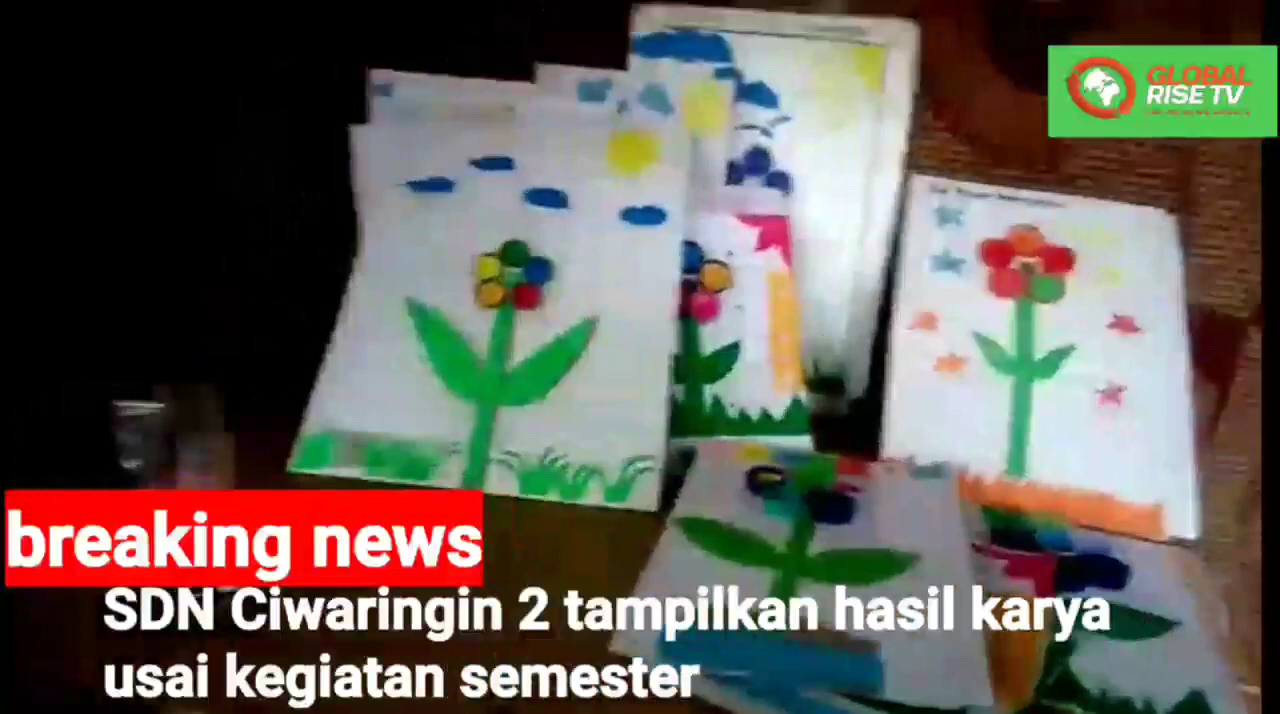 GLOBAL
RISE TV
breaking news
SDN Ciwaringin 2 tampilkan hasil karya
usai kegiatan semester